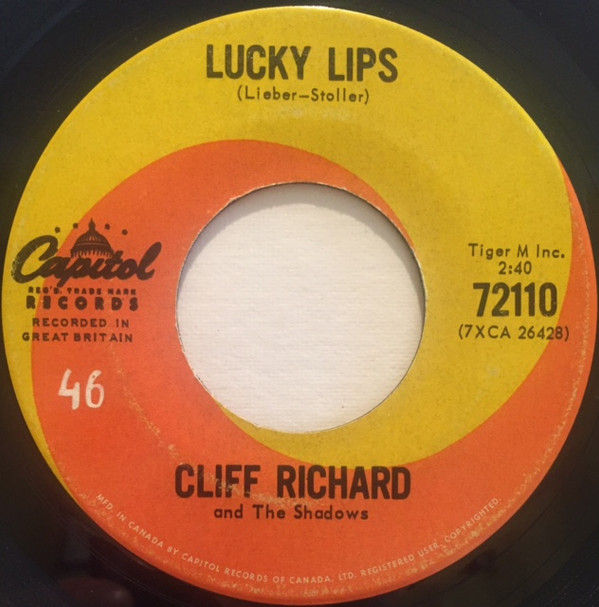 LUCKY LIPS
(Lieber-Stoller)
Capitol
REG'D. TRADE MARK
RECORDS
RECORDED IN
GREAT BRITAIN
Tiger M Inc.
2:40
72110
(7XCA 26428)
46
CLIFF RICHARD
and The Shadows
MFD. IN CANADA BY CAPITOL RECORDS OF CANADA, LTD. REGISTERED USER. COPYRIGHTED.